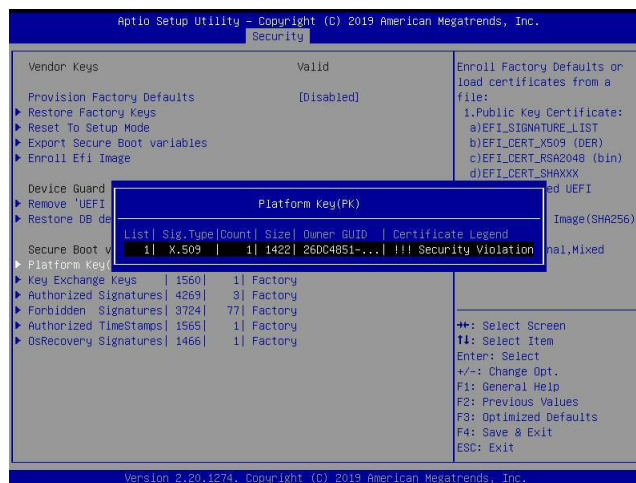 Aptio Setup Utility – Copyright (C) 2019 American Megatrends, Inc.
Security
Vendor Keys Valid
Provision Factory Defaults [Disabled]
Restore Factory Keys
Reset To Setup Mode
Export Secure Boot variables
Enroll Efi Image
Device Guard
Remove 'UEFI
Restore DB de
Secure Boot v
Platform Key(
Key Exchange Keys | 1560| 1| Factory
Authorized Signatures| 4269| 3| Factory
Forbidden Signatures| 3724| 77| Factory
Authorized TimeStamps| 1565| 1| Factory
OsRecovery Signatures| 1466| 1| Factory
Platform Key(PK)
List| Sig.Type|Count| Size| Owner GUID | Certificate Legend
1| X.509 | 1| 1422| 26DC4851-...| !!! Security Violation
Enroll Factory Defaults or
load certificates from a
file:
1.Public Key Certificate:
a)EFI_SIGNATURE_LIST
b)EFI_CERT_X509 (DER)
c)EFI_CERT_RSA2048 (bin)
d)EFI_CERT_SHAXXX
ed UEFI
Image(SHA256)
nal,Mixed
→←: Select Screen
↑↓: Select Item
Enter: Select
+/-: Change Opt.
F1: General Help
F2: Previous Values
F3: Optimized Defaults
F4: Save & Exit
ESC: Exit
Version 2.20.1274. Copyright (C) 2019 American Megatrends, Inc.